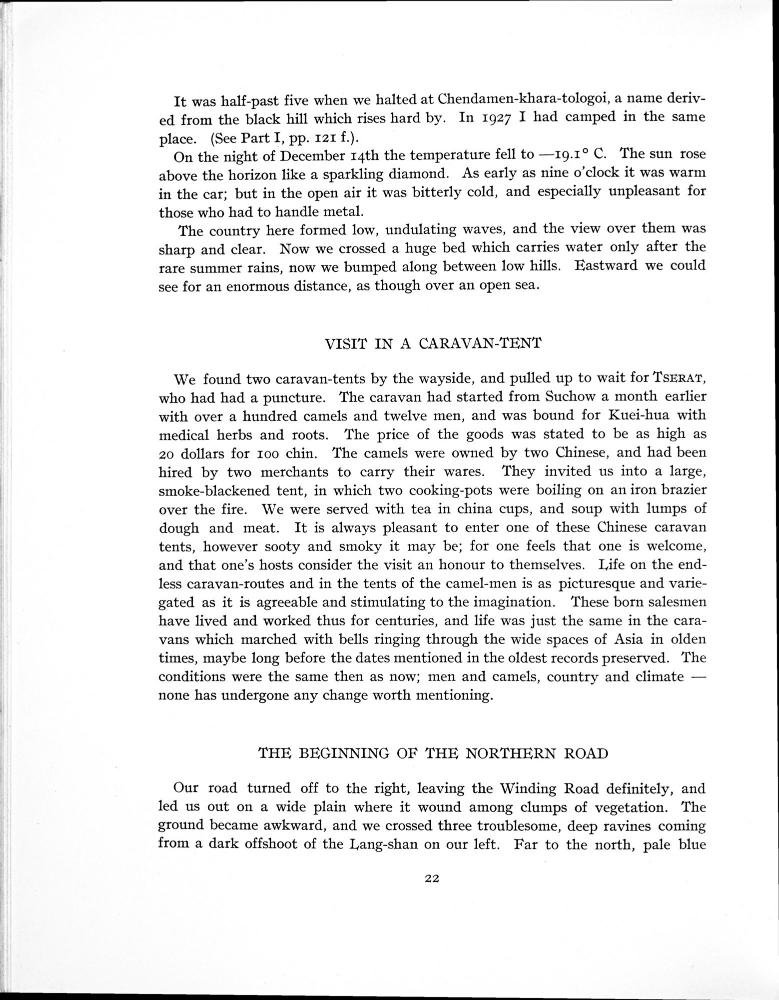 It was half-past five when we halted at Chendamen-khara-tologoi, a name deriv-
ed from the black hill which rises hard by. In 1927 I had camped in the same
place. (See Part I, pp. 121 f.).
On the night of December 14th the temperature fell to —19.1° C. The sun rose
above the horizon like a sparkling diamond. As early as nine o'clock it was warm
in the car; but in the open air it was bitterly cold, and especially unpleasant for
those who had to handle metal.
The country here formed low, undulating waves, and the view over them was
sharp and clear. Now we crossed a huge bed which carries water only after the
rare summer rains, now we bumped along between low hills. Eastward we could
see for an enormous distance, as though over an open sea.
VISIT IN A CARAVAN-TENT
We found two caravan-tents by the wayside, and pulled up to wait for TSERAT,
who had had a puncture. The caravan had started from Suchow a month earlier
with over a hundred camels and twelve men, and was bound for Kuei-hua with
medical herbs and roots. The price of the goods was stated to be as high as
20 dollars for 100 chin. The camels were owned by two Chinese, and had been
hired by two merchants to carry their wares. They invited us into a large,
smoke-blackened tent, in which two cooking-pots were boiling on an iron brazier
over the fire. We were served with tea in china cups, and soup with lumps of
dough and meat. It is always pleasant to enter one of these Chinese caravan
tents, however sooty and smoky it may be; for one feels that one is welcome,
and that one's hosts consider the visit an honour to themselves. Life on the end-
less caravan-routes and in the tents of the camel-men is as picturesque and varie-
gated as it is agreeable and stimulating to the imagination. These born salesmen
have lived and worked thus for centuries, and life was just the same in the cara-
vans which marched with bells ringing through the wide spaces of Asia in olden
times, maybe long before the dates mentioned in the oldest records preserved. The
conditions were the same then as now; men and camels, country and climate —
none has undergone any change worth mentioning.
THE BEGINNING OF THE NORTHERN ROAD
Our road turned off to the right, leaving the Winding Road definitely, and
led us out on a wide plain where it wound among clumps of vegetation. The
ground became awkward, and we crossed three troublesome, deep ravines coming
from a dark offshoot of the Lang-shan on our left. Far to the north, pale blue
22